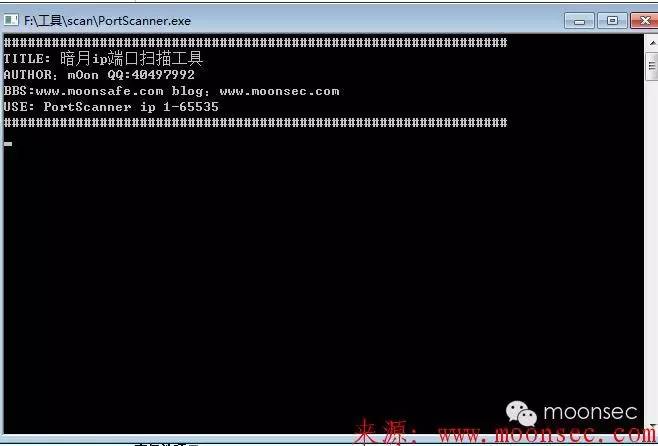 F:\工具\scan\PortScanner.exe
################################################################
TITLE: 暗月ip端口扫描工具
AUTHOR: m0on QQ:40497992
BBS:www.moonsafe.com blog：www.moonsec.com
USE: PortScanner ip 1-65535
################################################################
moonsec
来源：www.moonsec.com